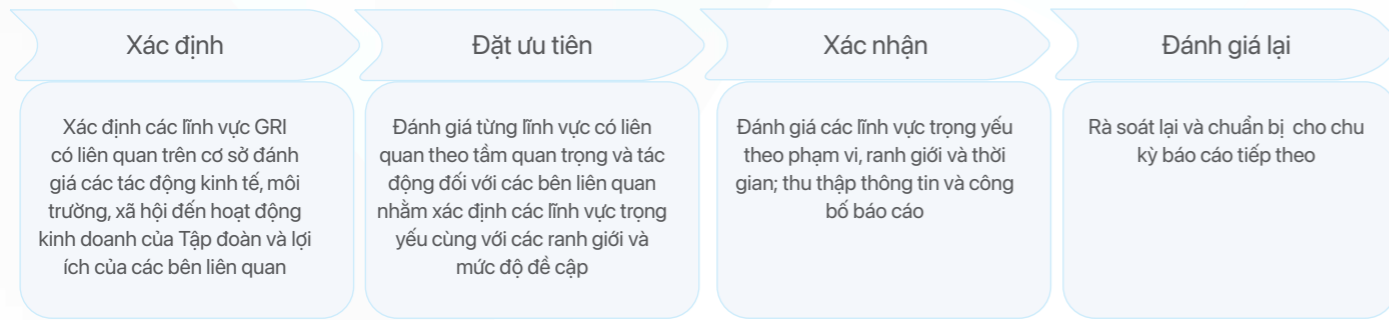 Xác định
Xác định các lĩnh vực GRI
có liên quan trên cơ sở đánh
giá các tác động kinh tế, môi
trường, xã hội đến hoạt động
kinh doanh của Tập đoàn và lợi
ích của các bên liên quan
Đặt ưu tiên
Đánh giá từng lĩnh vực có liên
quan theo tầm quan trọng và tác
động đối với các bên liên quan
nhằm xác định các lĩnh vực trọng
yếu cùng với các ranh giới và
mức độ đề cập
Xác nhận
Đánh giá các lĩnh vực trọng yếu
theo phạm vi, ranh giới và thời
gian; thu thập thông tin và công
bố báo cáo
Đánh giá lại
Rà soát lại và chuẩn bị cho chu
kỳ báo cáo tiếp theo